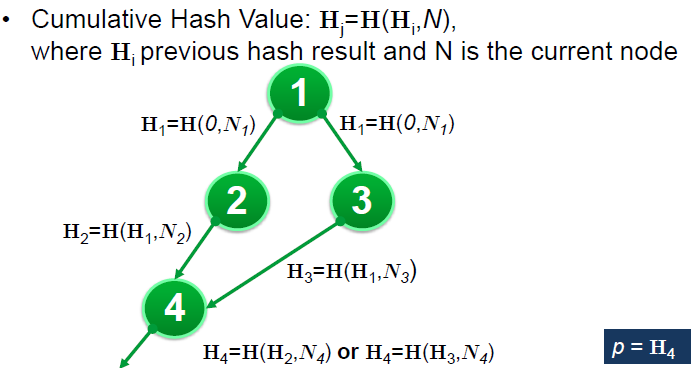 • Cumulative Hash Value: Hⱼ=H(Hᵢ,N),
where Hᵢ previous hash result and N is the current node
1
H₁=H(0,N₁)
H₁=H(0,N₁)
2
3
H₂=H(H₁,N₂)
H₃=H(H₁,N₃)
4
H₄=H(H₂,N₄) or H₄=H(H₃,N₄)
p = H₄